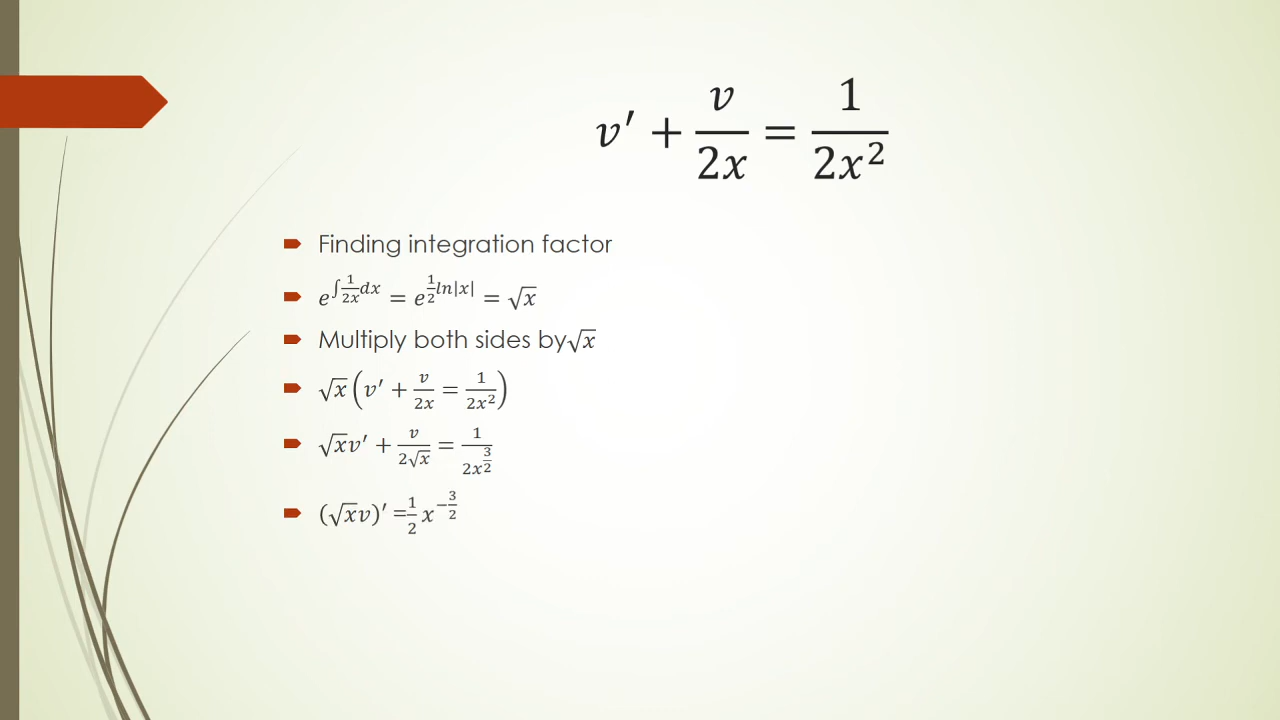 v′ + v/(2x) = 1/(2x²)
Finding integration factor
e^(∫ 1/(2x) dx) = e^(1/2 ln|x|) = √x
Multiply both sides by√x
√x (v′ + v/(2x) = 1/(2x²))
√x v′ + v/(2√x) = 1/(2x^(3/2))
(√x v)′ = 1/2 x^(−3/2)